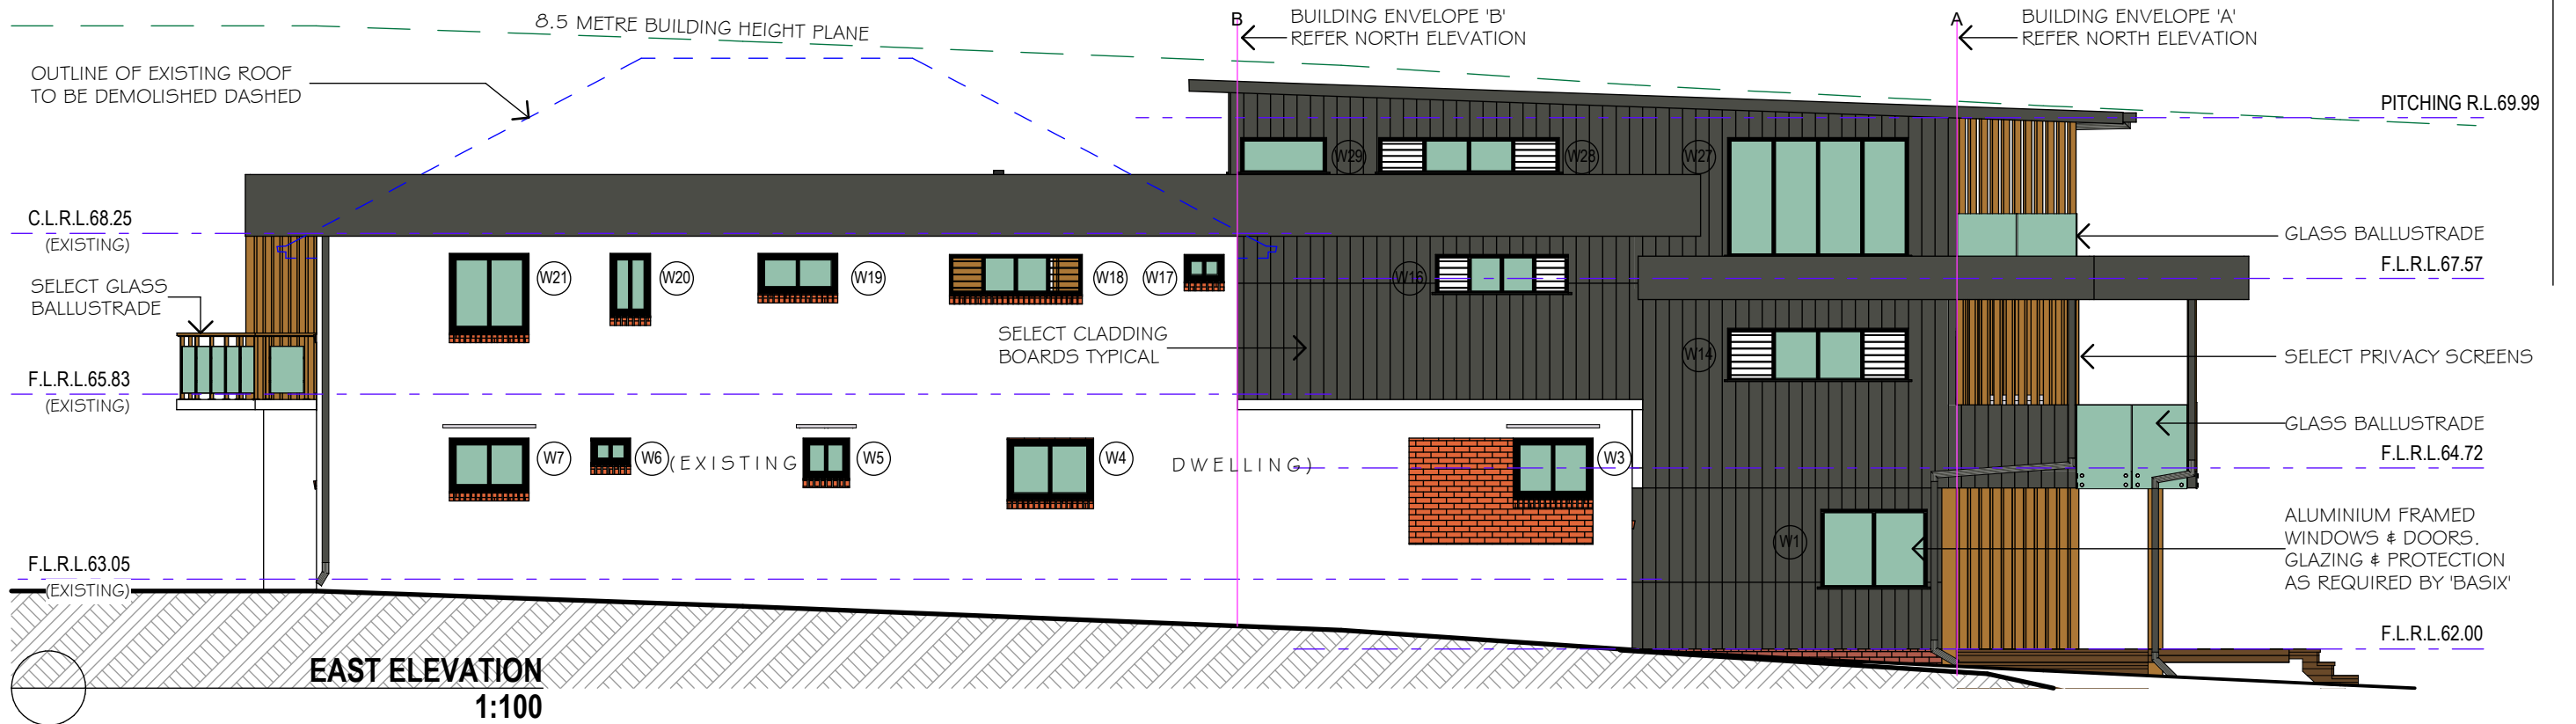 8.5 METRE BUILDING HEIGHT PLANE
B
BUILDING ENVELOPE 'B'
REFER NORTH ELEVATION
A
BUILDING ENVELOPE 'A'
REFER NORTH ELEVATION
OUTLINE OF EXISTING ROOF
TO BE DEMOLISHED DASHED
PITCHING R.L.69.99
W29
W28
W27
C.L.R.L.68.25
(EXISTING)
GLASS BALLUSTRADE
F.L.R.L.67.57
SELECT GLASS
BALLUSTRADE
W21
W20
W19
W18
W17
W16
SELECT CLADDING
BOARDS TYPICAL
W14
SELECT PRIVACY SCREENS
F.L.R.L.65.83
(EXISTING)
GLASS BALLUSTRADE
F.L.R.L.64.72
W7
W6
(EXISTING
W5
W4
DWELLING)
W3
W1
ALUMINIUM FRAMED
WINDOWS & DOORS.
GLAZING & PROTECTION
AS REQUIRED BY 'BASIX'
F.L.R.L.63.05
(EXISTING)
F.L.R.L.62.00
EAST ELEVATION
1:100